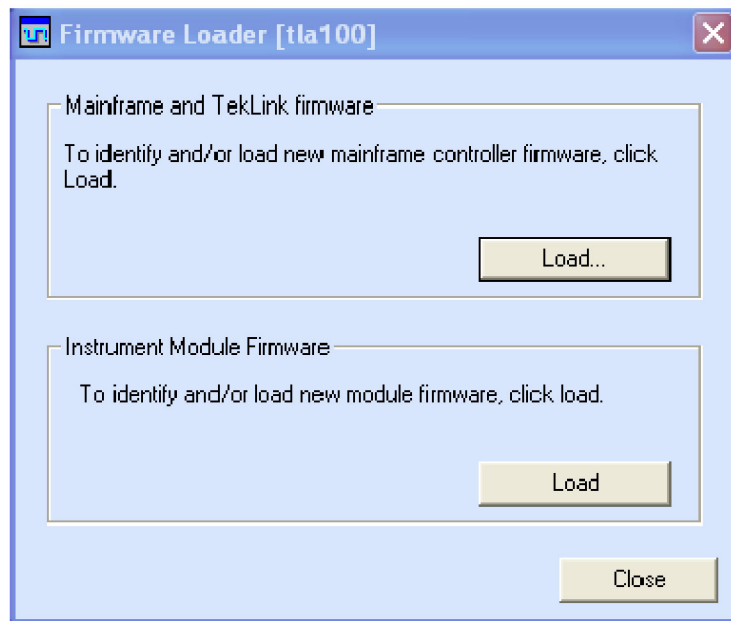 Firmware Loader [tla100]
Mainframe and TekLink firmware
To identify and/or load new mainframe controller firmware, click
Load.
Load...
Instrument Module Firmware
To identify and/or load new module firmware, click load.
Load
Close